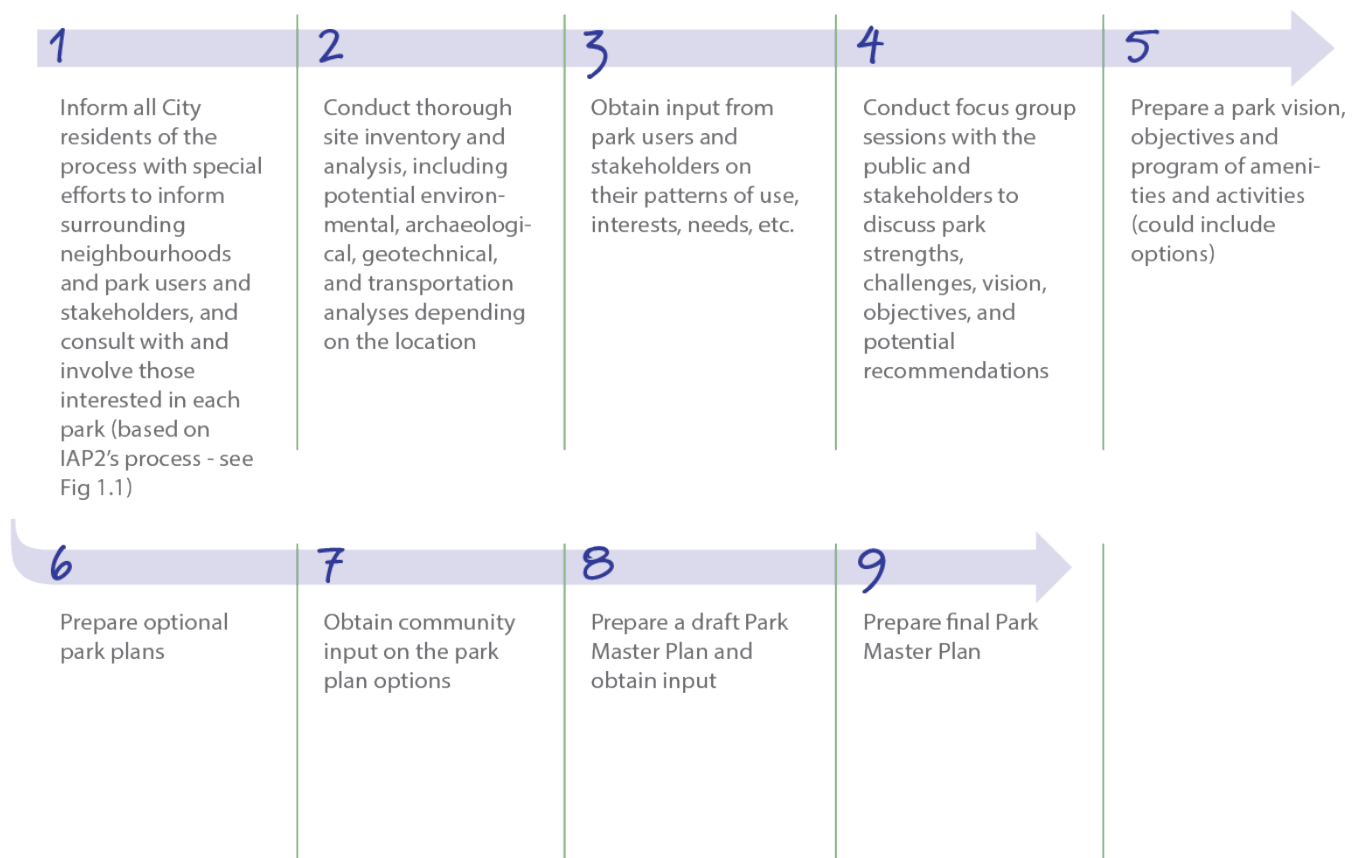 1
Inform all City
residents of the
process with special
efforts to inform
surrounding
neighbourhoods
and park users and
stakeholders, and
consult with and
involve those
interested in each
park (based on
IAP2's process - see
Fig 1.1)
2
Conduct thorough
site inventory and
analysis, including
potential environ-
mental, archaeologi-
cal, geotechnical,
and transportation
analyses depending
on the location
3
Obtain input from
park users and
stakeholders on
their patterns of use,
interests, needs, etc.
4
Conduct focus group
sessions with the
public and
stakeholders to
discuss park
strengths,
challenges, vision,
objectives, and
potential
recommendations
5
Prepare a park vision,
objectives and
program of ameni-
ties and activities
(could include
options)
6
Prepare optional
park plans
7
Obtain community
input on the park
plan options
8
Prepare a draft Park
Master Plan and
obtain input
9
Prepare final Park
Master Plan